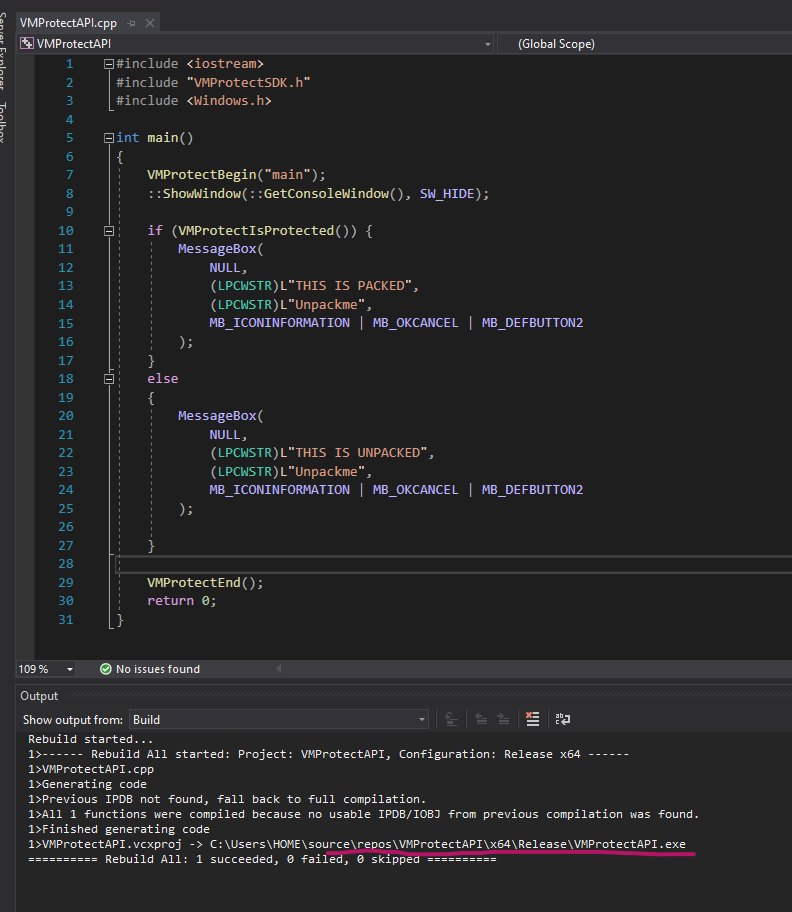 Server Explorer
Toolbox
VMProtectAPI.cpp
VMProtectAPI
(Global Scope)
1 #include <iostream>
2 #include "VMProtectSDK.h"
3 #include <Windows.h>
4
5 int main()
6 {
7 VMProtectBegin("main");
8 ::ShowWindow(::GetConsoleWindow(), SW_HIDE);
9
10 if (VMProtectIsProtected()) {
11 MessageBox(
12 NULL,
13 (LPCWSTR)L"THIS IS PACKED",
14 (LPCWSTR)L"Unpackme",
15 MB_ICONINFORMATION | MB_OKCANCEL | MB_DEFBUTTON2
16 );
17 }
18 else
19 {
20 MessageBox(
21 NULL,
22 (LPCWSTR)L"THIS IS UNPACKED",
23 (LPCWSTR)L"Unpackme",
24 MB_ICONINFORMATION | MB_OKCANCEL | MB_DEFBUTTON2
25 );
26
27 }
28
29 VMProtectEnd();
30 return 0;
31 }
109 % No issues found
Output
Show output from: Build
Rebuild started...
1>------ Rebuild All started: Project: VMProtectAPI, Configuration: Release x64 ------
1>VMProtectAPI.cpp
1>Generating code
1>Previous IPDB not found, fall back to full compilation.
1>All 1 functions were compiled because no usable IPDB/IOBJ from previous compilation was found.
1>Finished generating code
1>VMProtectAPI.vcxproj -> C:\Users\HOME\source\repos\VMProtectAPI\x64\Release\VMProtectAPI.exe
========== Rebuild All: 1 succeeded, 0 failed, 0 skipped ==========